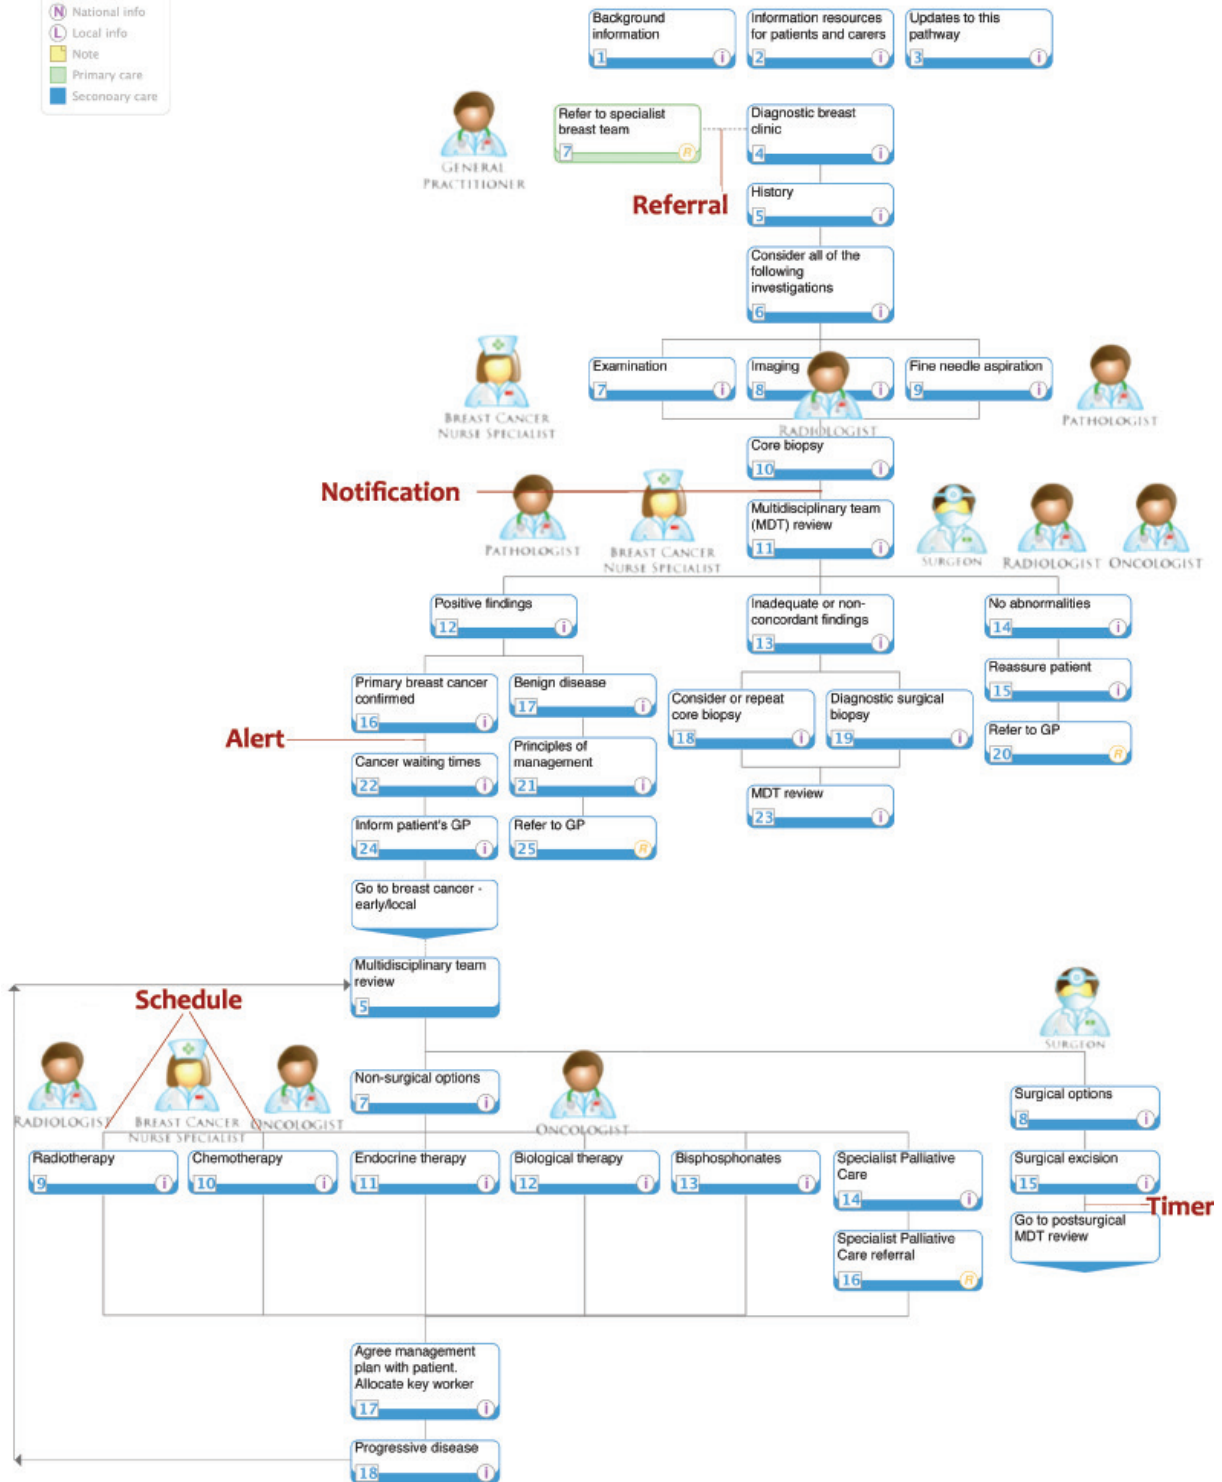 N National info
L Local info
Note
Primary care
Seconoary care
Background
information
1 i
Information resources
for patients and carers
2 i
Updates to this
pathway
3 i
GENERAL
PRACTITIONER
Refer to specialist
breast team
7 R
Diagnostic breast
clinic
4 i
Referral
History
5 i
Consider all of the
following
investigations
6 i
BREAST CANCER
NURSE SPECIALIST
Examination
7 i
Imaging
8 i
RADIOLOGIST
Fine needle aspiration
9 i
PATHOLOGIST
Core biopsy
10 i
Notification
PATHOLOGIST
BREAST CANCER
NURSE SPECIALIST
Multidisciplinary team
(MDT) review
11 i
SURGEON
RADIOLOGIST
ONCOLOGIST
Positive findings
12 i
Inadequate or non-
concordant findings
13 i
No abnormalities
14 i
Reassure patient
15 i
Refer to GP
20 R
Primary breast cancer
confirmed
16 i
Benign disease
17 i
Consider or repeat
core biopsy
18 i
Diagnostic surgical
biopsy
19 i
Alert
Cancer waiting times
22 i
Principles of
management
21 i
MDT review
23 i
Inform patient's GP
24 i
Refer to GP
25 R
Go to breast cancer -
early/local
Multidisciplinary team
review
5
Schedule
RADIOLOGIST
BREAST CANCER
NURSE SPECIALIST
ONCOLOGIST
Non-surgical options
7 i
ONCOLOGIST
SURGEON
Surgical options
8 i
Radiotherapy
9 i
Chemotherapy
10 i
Endocrine therapy
11 i
Biological therapy
12 i
Bisphosphonates
13 i
Specialist Palliative
Care
14 i
Surgical excision
15 i
Timer
Go to postsurgical
MDT review
Specialist Palliative
Care referral
16 R
Agree management
plan with patient.
Allocate key worker
17 i
Progressive disease
18 i